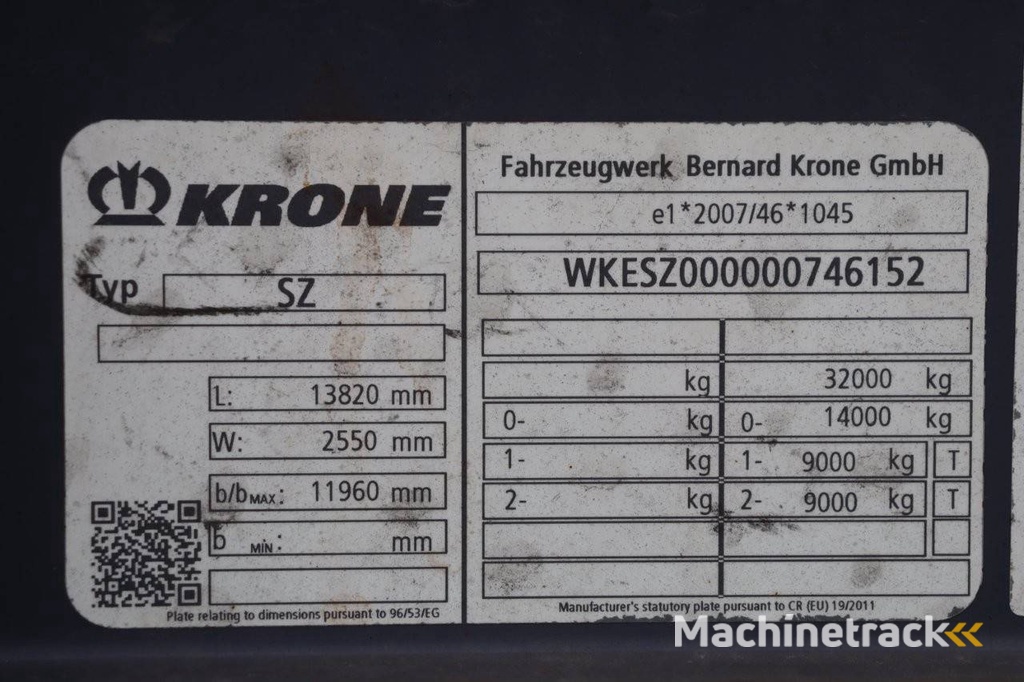 KRONE
Typ SZ
L: 13820 mm
W: 2550 mm
b/b MAX: 11960 mm
b MIN: mm
Plate relating to dimensions pursuant to 96/53/EG
Fahrzeugwerk Bernard Krone GmbH
e1*2007/46*1045
WKESZ000000746152
kg 32000 kg
0- kg 0- 14000 kg
1- kg 1- 9000 kg T
2- kg 2- 9000 kg T
Manufacturer's statutory plate pursuant to CR (EU) 19/2011
Machinetrack